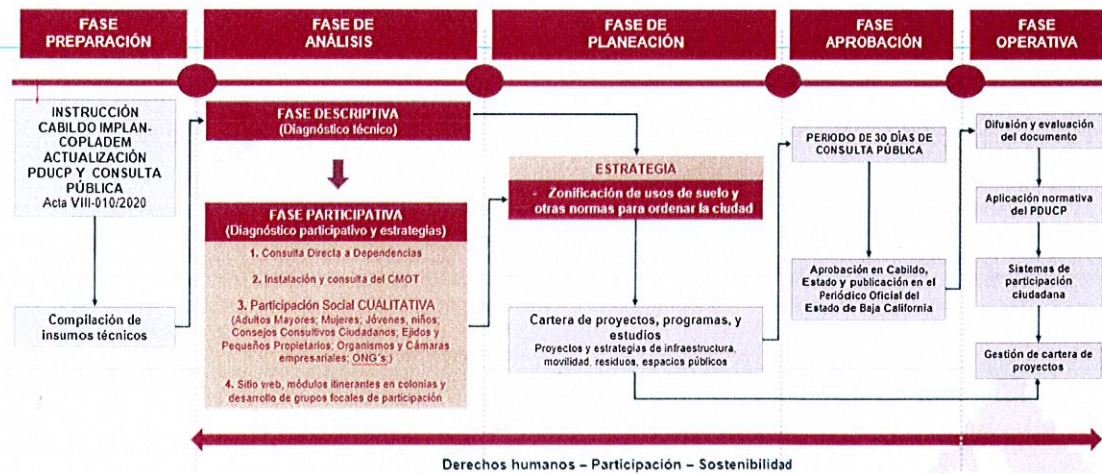 FASE
PREPARACIÓN
FASE DE
ANÁLISIS
FASE DE
PLANEACIÓN
FASE
APROBACIÓN
FASE
OPERATIVA
INSTRUCCIÓN
CABILDO IMPLAN-
COPLADEM
ACTUALIZACIÓN
PDUCP Y CONSULTA
PÚBLICA
Acta VIII-010/2020
Compilación de
insumos técnicos
FASE DESCRIPTIVA
(Diagnóstico técnico)
FASE PARTICIPATIVA
(Diagnóstico participativo y estrategias)
1. Consulta Directa a Dependencias
2. Instalación y consulta del CMOT
3. Participación Social CUALITATIVA
(Adultos Mayores; Mujeres; Jóvenes, niños;
Consejos Consultivos Ciudadanos; Ejidos y
Pequeños Propietarios; Organismos y Cámaras
empresariales; ONG´s;)
4. Sitio web, módulos itinerantes en colonias y
desarrollo de grupos focales de participación
ESTRATEGIA
- Zonificación de usos de suelo y
otras normas para ordenar la ciudad
Cartera de proyectos, programas, y
estudios
Proyectos y estrategias de infraestructura,
movilidad, residuos, espacios públicos
PERIODO DE 30 DÍAS DE
CONSULTA PÚBLICA
Aprobación en Cabildo,
Estado y publicación en el
Periódico Oficial del
Estado de Baja California
Difusión y evaluación
del documento
Aplicación normativa
del PDUCP
Sistemas de
participación
ciudadana
Gestión de cartera de
proyectos
Derechos humanos – Participación – Sostenibilidad